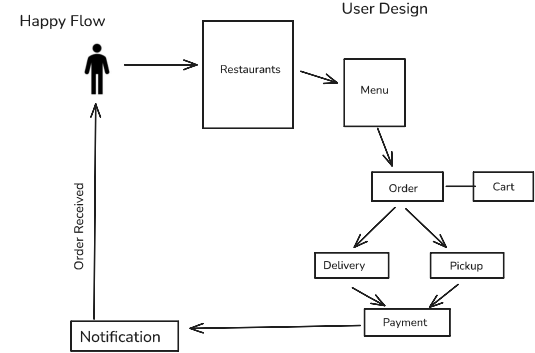 User Design
Happy Flow
Restaurants
Menu
Order
Cart
Order Received
Delivery
Pickup
Payment
Notification